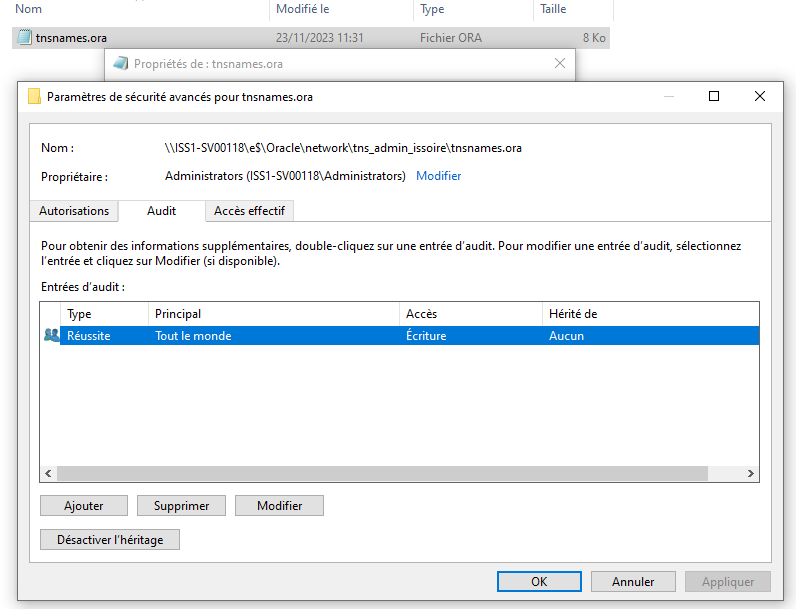 Nom Modifié le Type Taille
tnsnames.ora 23/11/2023 11:31 Fichier ORA 8 Ko
Propriétés de : tnsnames.ora
Paramètres de sécurité avancés pour tnsnames.ora
Nom : \\ISS1-SV00118\e$\Oracle\network\tns_admin_issoire\tnsnames.ora
Propriétaire : Administrators (ISS1-SV00118\Administrators) Modifier
Autorisations Audit Accès effectif
Pour obtenir des informations supplémentaires, double-cliquez sur une entrée d'audit. Pour modifier une entrée d'audit, sélectionnez
l'entrée et cliquez sur Modifier (si disponible).
Entrées d'audit :
Type Principal Accès Hérité de
Réussite Tout le monde Écriture Aucun
Ajouter Supprimer Modifier
Désactiver l'héritage
OK Annuler Appliquer